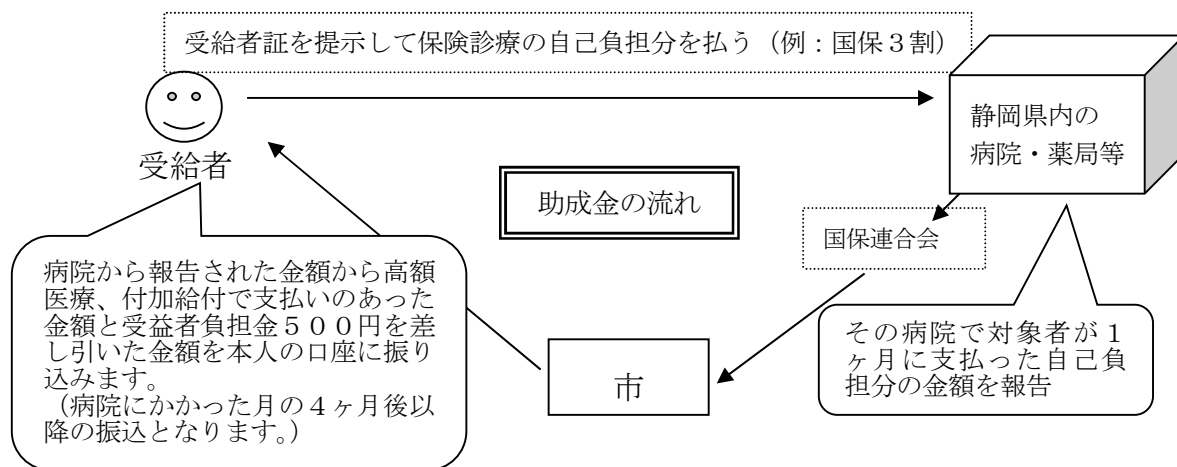 受給者証を提示して保険診療の自己負担分を払う（例：国保３割）
静岡県内の
病院・薬局等
受給者
助成金の流れ
国保連合会
病院から報告された金額から高額
医療、付加給付で支払いのあった
金額と受益者負担金５００円を差
し引いた金額を本人の口座に振り
込みます。
（病院にかかった月の４ヶ月後以
降の振込となります。）
その病院で対象者が１
ヶ月に支払った自己負
担分の金額を報告
市